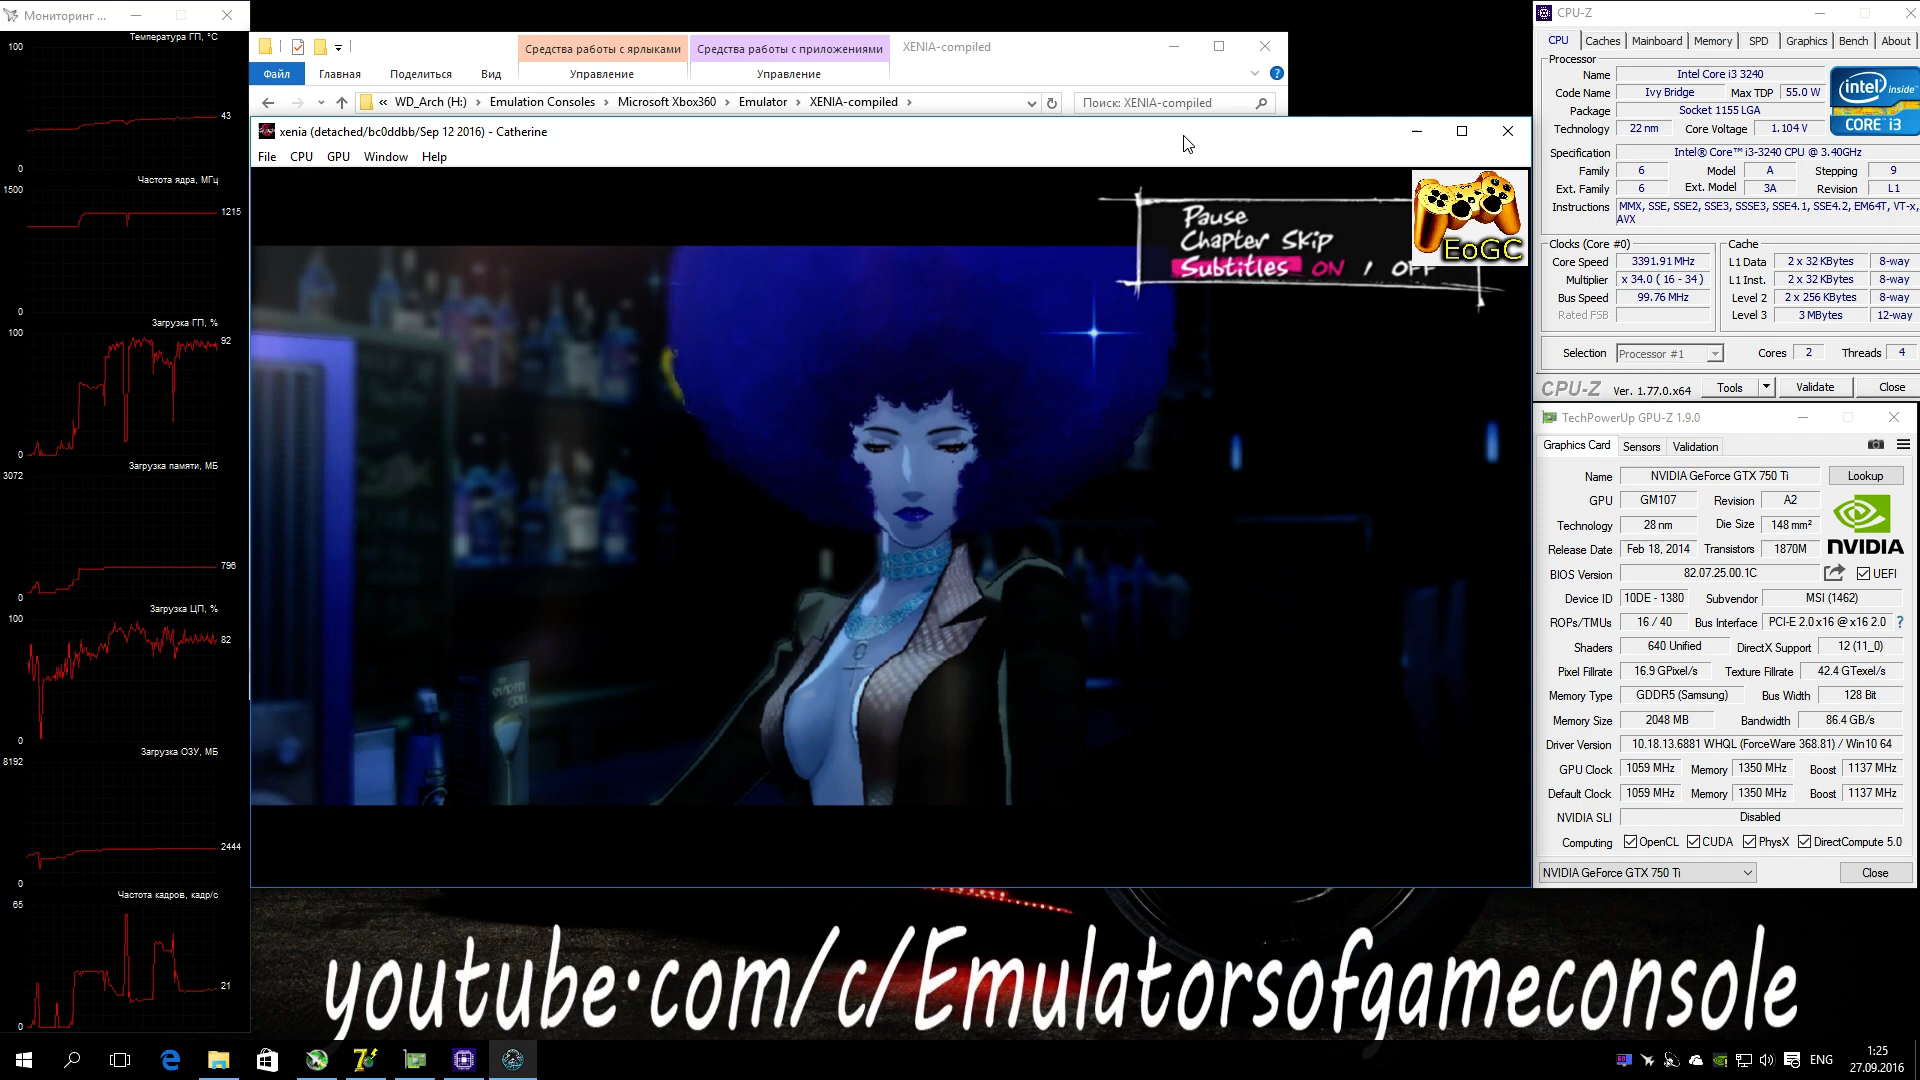 Мониторинг ...
Температура ГП, °C
100
43
0
Частота ядра, МГц
1500
1215
0
Загрузка ГП, %
100
92
0
Загрузка памяти, МБ
3072
796
0
Загрузка ЦП, %
100
82
0
Загрузка ОЗУ, МБ
8192
2444
0
Частота кадров, кадр/с
65
21
0
Средства работы с ярлыками
Средства работы с приложениями
XENIA-compiled
Файл
Главная
Поделиться
Вид
Управление
Управление
« WD_Arch (H:) > Emulation Consoles > Microsoft Xbox360 > Emulator > XENIA-compiled >
Поиск: XENIA-compiled
xenia (detached/bc0ddbb/Sep 12 2016) - Catherine
File CPU GPU Window Help
Pause
Chapter Skip
Subtitles ON / OFF
EoGC
CPU-Z
CPU Caches Mainboard Memory SPD Graphics Bench About
Processor
Name Intel Core i3 3240
Code Name Ivy Bridge Max TDP 55.0 W
Package Socket 1155 LGA
Technology 22 nm Core Voltage 1.104 V
intel inside
CORE i3
Specification Intel® Core™ i3-3240 CPU @ 3.40GHz
Family 6 Model A Stepping 9
Ext. Family 6 Ext. Model 3A Revision L1
Instructions MMX, SSE, SSE2, SSE3, SSSE3, SSE4.1, SSE4.2, EM64T, VT-x,
AVX
Clocks (Core #0) Cache
Core Speed 3391.91 MHz L1 Data 2 x 32 KBytes 8-way
Multiplier x 34.0 ( 16 - 34 ) L1 Inst. 2 x 32 KBytes 8-way
Bus Speed 99.76 MHz Level 2 2 x 256 KBytes 8-way
Rated FSB Level 3 3 MBytes 12-way
Selection Processor #1 Cores 2 Threads 4
CPU-Z Ver. 1.77.0.x64 Tools Validate Close
TechPowerUp GPU-Z 1.9.0
Graphics Card Sensors Validation
Name NVIDIA GeForce GTX 750 Ti Lookup
GPU GM107 Revision A2
Technology 28 nm Die Size 148 mm²
Release Date Feb 18, 2014 Transistors 1870M
NVIDIA
BIOS Version 82.07.25.00.1C UEFI
Device ID 10DE - 1380 Subvendor MSI (1462)
ROPs/TMUs 16 / 40 Bus Interface PCI-E 2.0 x16 @ x16 2.0 ?
Shaders 640 Unified DirectX Support 12 (11_0)
Pixel Fillrate 16.9 GPixel/s Texture Fillrate 42.4 GTexel/s
Memory Type GDDR5 (Samsung) Bus Width 128 Bit
Memory Size 2048 MB Bandwidth 86.4 GB/s
Driver Version 10.18.13.6881 WHQL (ForceWare 368.81) / Win10 64
GPU Clock 1059 MHz Memory 1350 MHz Boost 1137 MHz
Default Clock 1059 MHz Memory 1350 MHz Boost 1137 MHz
NVIDIA SLI Disabled
Computing OpenCL CUDA PhysX DirectCompute 5.0
NVIDIA GeForce GTX 750 Ti Close
youtube.com/c/Emulatorsofgameconsole
ENG
1:25
27.09.2016